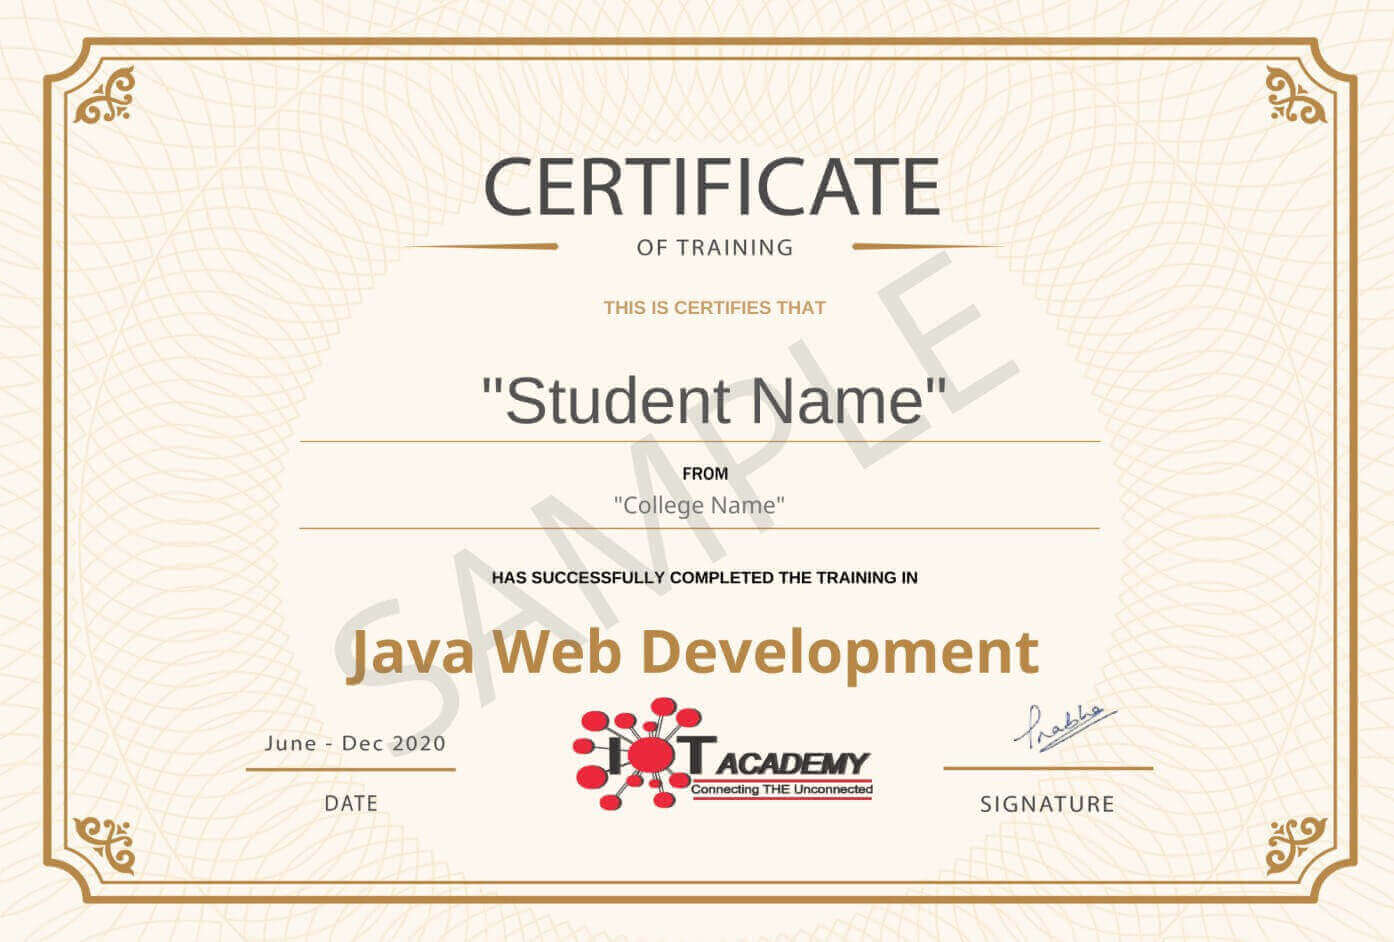 CERTIFICATE
OF TRAINING
THIS IS CERTIFIES THAT
"Student Name"
FROM
"College Name"
HAS SUCCESSFULLY COMPLETED THE TRAINING IN
Java Web Development
SAMPLE
June - Dec 2020
DATE
IOT ACADEMY
Connecting THE Unconnected
Prabha
SIGNATURE